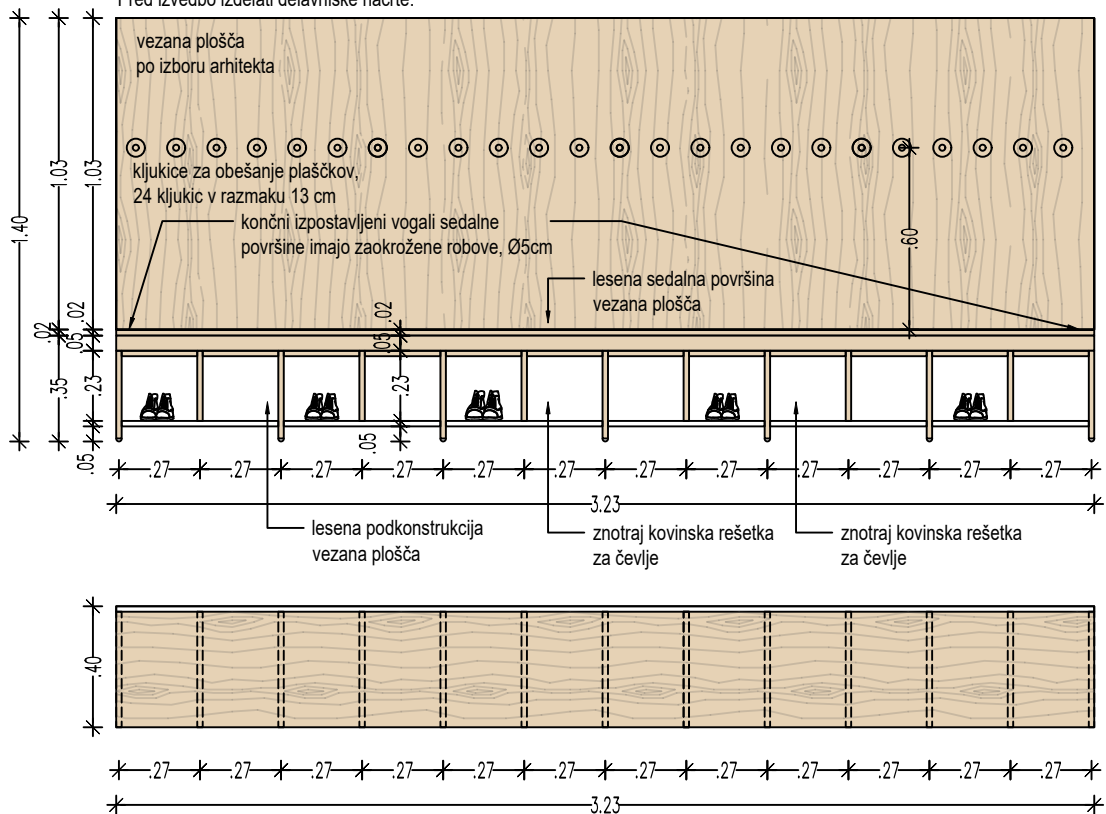 Pred izvedbo izdelati delavniške načrte.
vezana plošča
po izboru arhitekta
kljukice za obešanje plaščkov,
24 kljukic v razmaku 13 cm
končni izpostavljeni vogali sedalne
površine imajo zaokrožene robove, Ø5cm
lesena sedalna površina
vezana plošča
1.40
1.03
1.03
.60
.02
.02
.02
.05
.05
.35
.23
.23
.05
.05
.27 .27 .27 .27 .27 .27 .27 .27 .27 .27 .27 .27
3.23
lesena podkonstrukcija
vezana plošča
znotraj kovinska rešetka
za čevlje
znotraj kovinska rešetka
za čevlje
.40
.27 .27 .27 .27 .27 .27 .27 .27 .27 .27 .27 .27
3.23